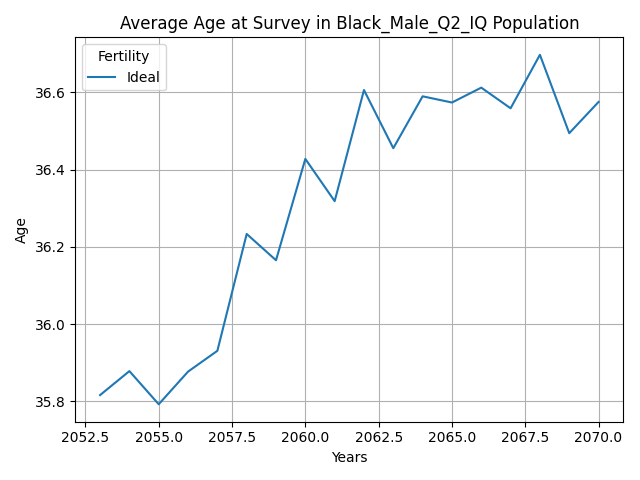 Average Age at Survey in Black_Male_Q2_IQ Population
Fertility
Ideal
Age
36.6
36.4
36.2
36.0
35.8
2052.5 2055.0 2057.5 2060.0 2062.5 2065.0 2067.5 2070.0
Years